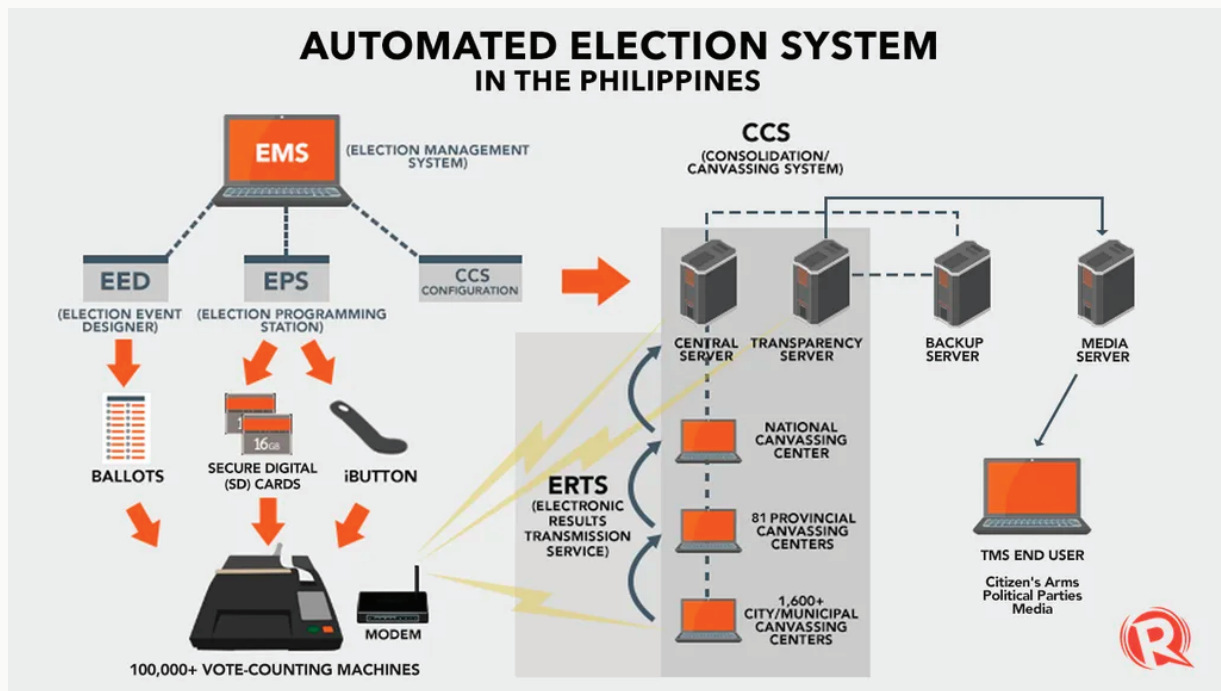 AUTOMATED ELECTION SYSTEM
IN THE PHILIPPINES
EMS
(ELECTION MANAGEMENT
SYSTEM)
EED
(ELECTION EVENT
DESIGNER)
EPS
(ELECTION PROGRAMMING
STATION)
CCS
CONFIGURATION
BALLOTS
16GB
SECURE DIGITAL
(SD) CARDS
iBUTTON
MODEM
100,000+ VOTE-COUNTING MACHINES
CCS
(CONSOLIDATION/
CANVASSING SYSTEM)
CENTRAL
SERVER
TRANSPARENCY
SERVER
BACKUP
SERVER
MEDIA
SERVER
ERTS
(ELECTRONIC
RESULTS
TRANSMISSION
SERVICE)
NATIONAL
CANVASSING
CENTER
81 PROVINCIAL
CANVASSING
CENTERS
1,600+
CITY/MUNICIPAL
CANVASSING
CENTERS
TMS END USER
Citizen's Arms
Political Parties
Media
R